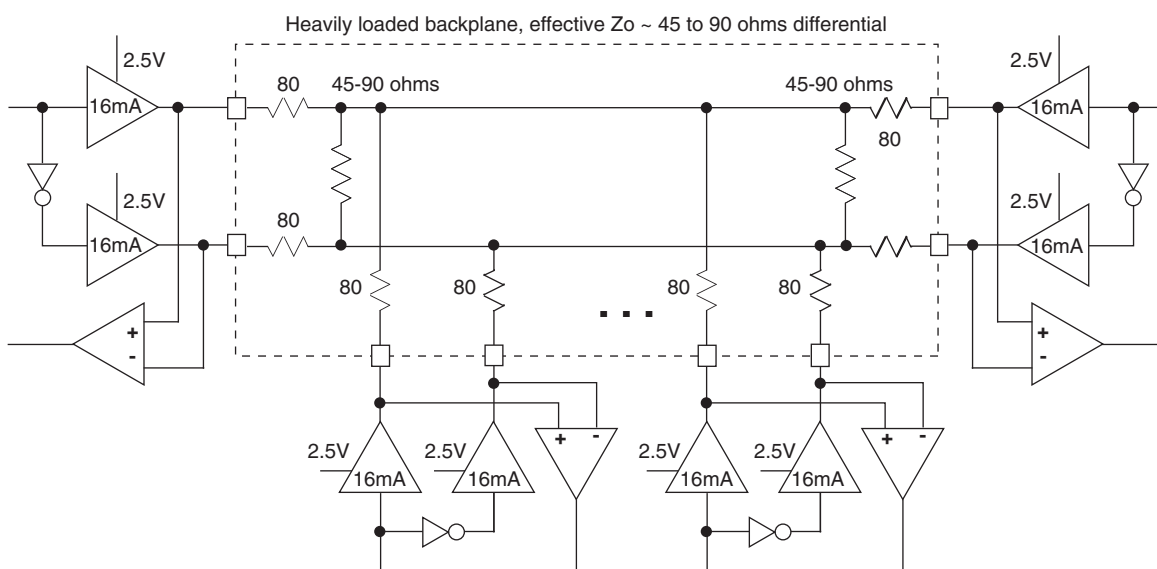 Heavily loaded backplane, effective Zo ~ 45 to 90 ohms differential
2.5V
80
45-90 ohms
45-90 ohms
2.5V
16mA
16mA
80
2.5V
80
2.5V
16mA
16mA
80
80
80
80
+
-
...
+
-
2.5V
2.5V
+
-
2.5V
2.5V
+
-
16mA
16mA
16mA
16mA